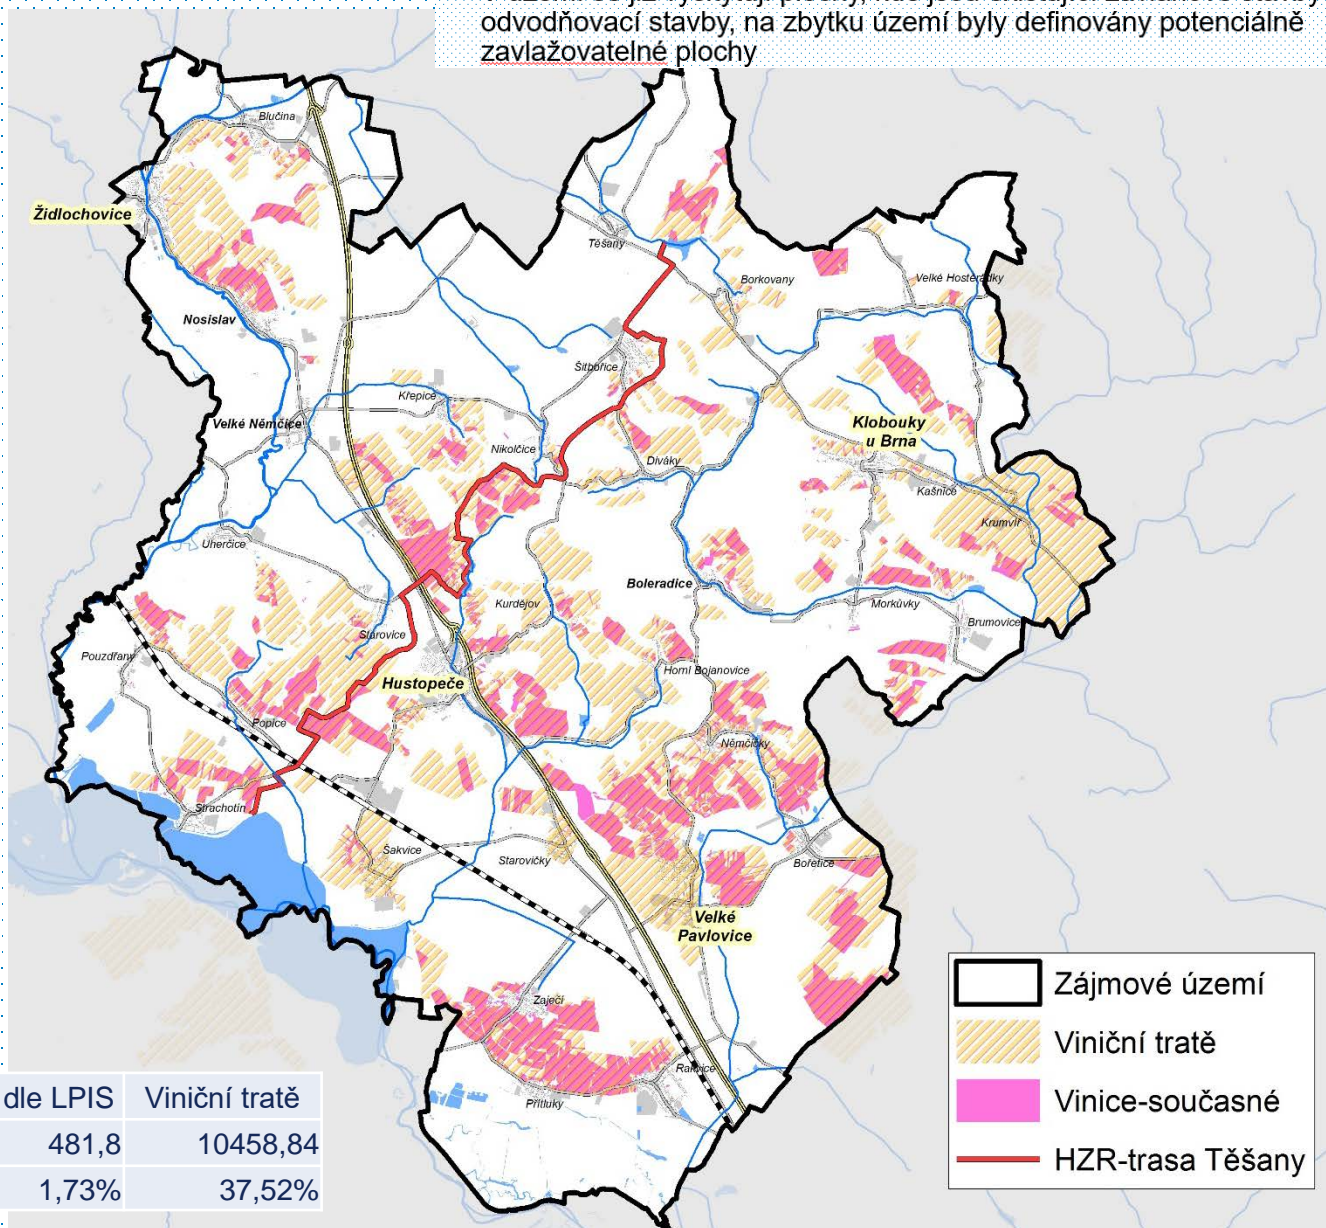 odvodňovací stavby, na zbytku území byly definovány potenciálně
zavlažovatelné plochy
Blučina
Židlochovice
Těšany
Borkovany
Velké Hostěrádky
Nosislav
Šitbořice
Křepice
Klobouky
u Brna
Velké Němčice
Nikolčice
Diváky
Kašnice
Krumvíř
Uherčice
Boleradice
Kurdějov
Morkůvky
Brumovice
Starovice
Pouzdřany
Horní Bojanovice
Hustopeče
Popice
Němčičky
Strachotín
Šakvice
Starovičky
Bořetice
Velké
Pavlovice
Zaječí
Rakvice
Přítluky
Zájmové území
Viniční tratě
Vinice-současné
HZR-trasa Těšany
dle LPIS Viniční tratě
481,8 10458,84
1,73% 37,52%